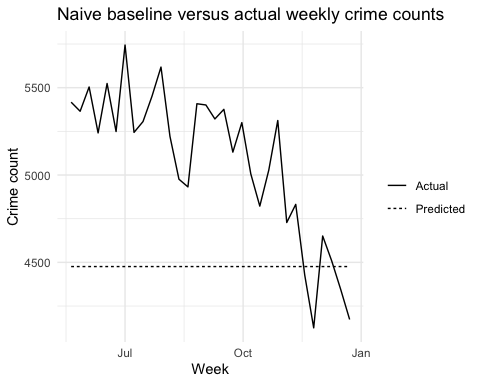 Naive baseline versus actual weekly crime counts
Crime count
5500
5000
4500
Jul
Oct
Jan
Week
Actual
Predicted